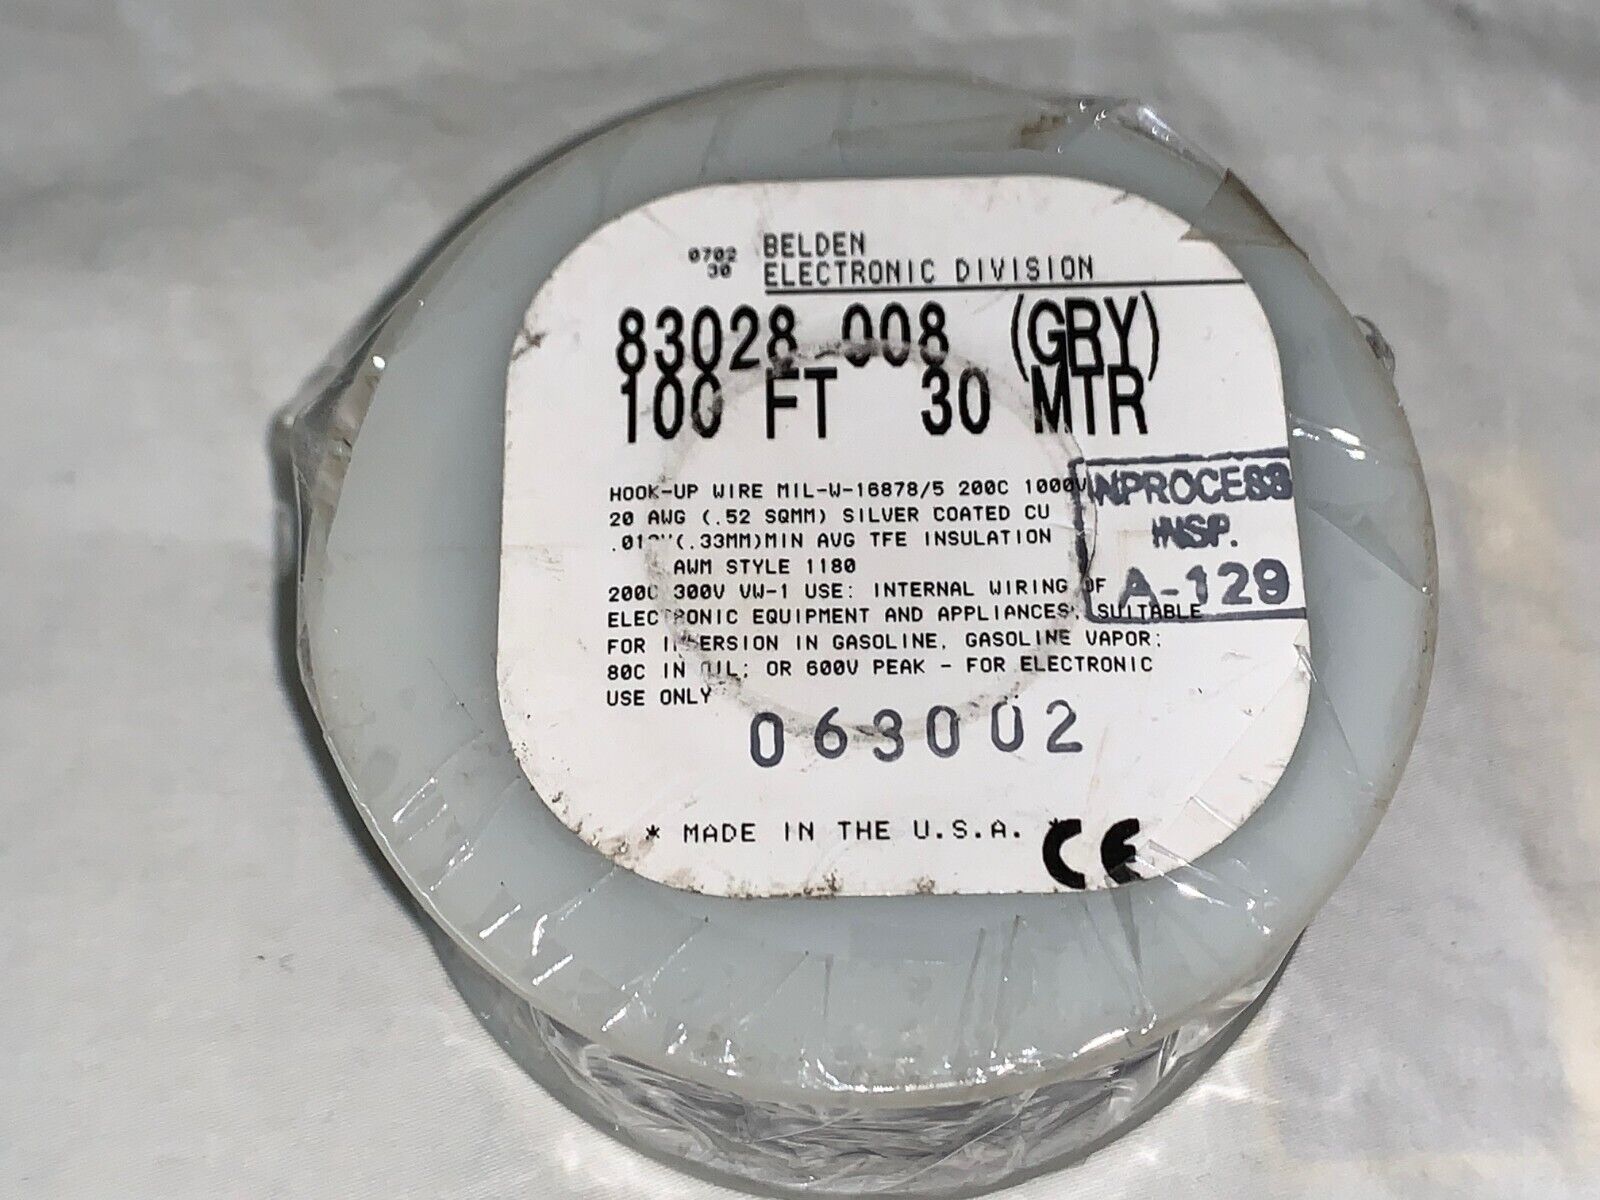 0702
30
BELDEN
ELECTRONIC DIVISION
83028 008 (GRY)
100 FT 30 MTR
HOOK-UP WIRE MIL-W-16878/5 200C 1000V
20 AWG (.52 SQMM) SILVER COATED CU
(.33MM)MIN AVG TFE INSULATION
AWM STYLE 1180
200C 300V VW-1 USE: INTERNAL WIRING OF
ELECTRONIC EQUIPMENT AND APPLIANCES; SUITABLE
FOR IMMERSION IN GASOLINE, GASOLINE VAPOR;
80C IN OIL; OR 600V PEAK - FOR ELECTRONIC
USE ONLY
INPROCESS
INSP.
A-129
063002
* MADE IN THE U.S.A. *
CE